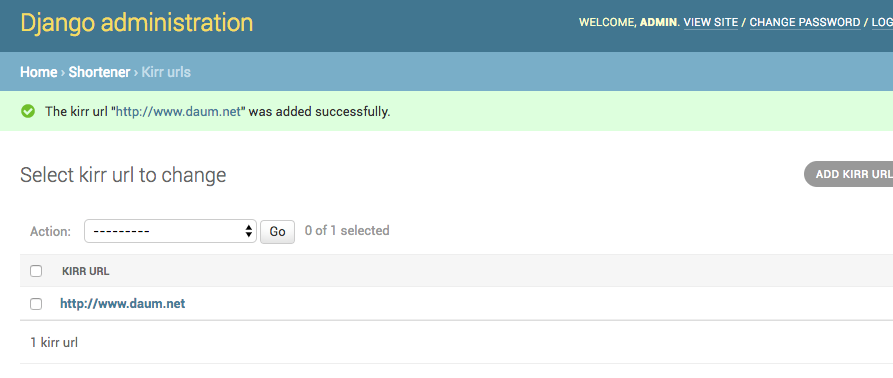 Django administration
WELCOME, ADMIN. VIEW SITE / CHANGE PASSWORD / LOG
Home › Shortener › Kirr urls
The kirr url "http://www.daum.net" was added successfully.
Select kirr url to change
ADD KIRR URL
Action: --------- Go 0 of 1 selected
KIRR URL
http://www.daum.net
1 kirr url